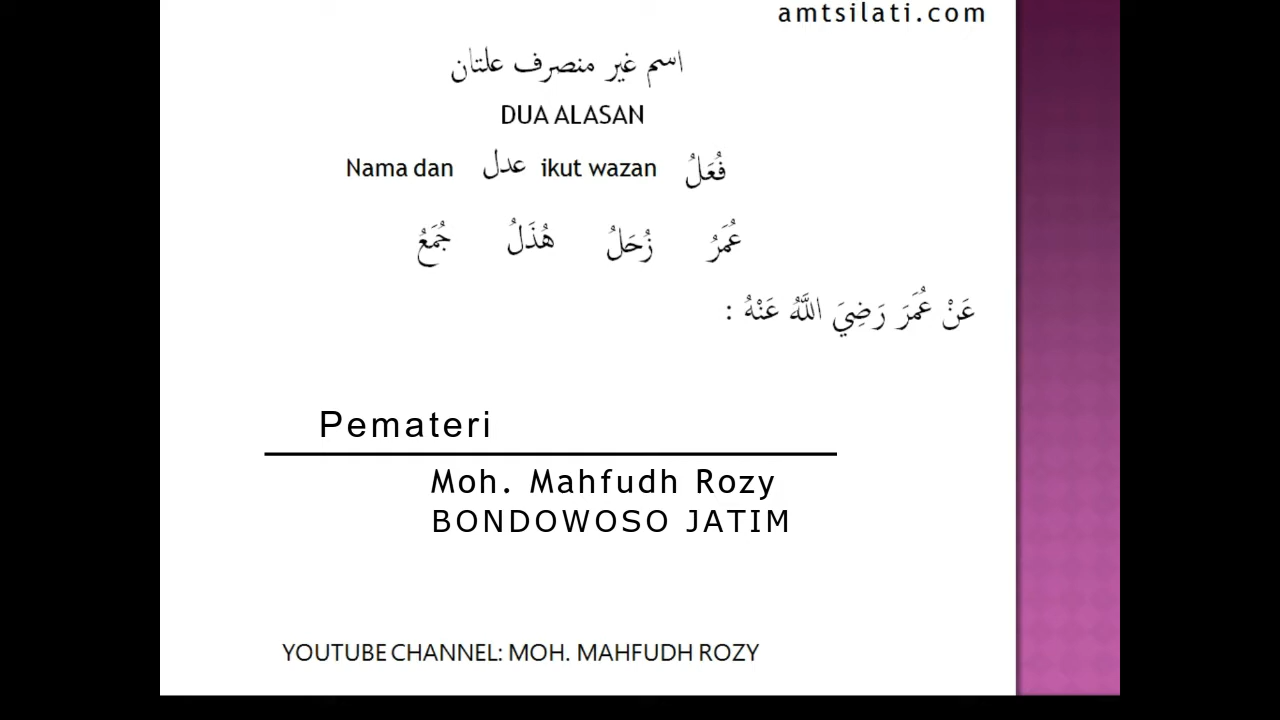 amtsilati.com
اسم غير منصرف علتان
DUA ALASAN
Nama dan عدل ikut wazan فُعَلُ
عُمَرُ زُحَلُ هُذَلُ جُمَعُ
عَنْ عُمَرَ رَضِيَ اللَّهُ عَنْهُ :
Pemateri
Moh. Mahfudh Rozy
BONDOWOSO JATIM
YOUTUBE CHANNEL: MOH. MAHFUDH ROZY